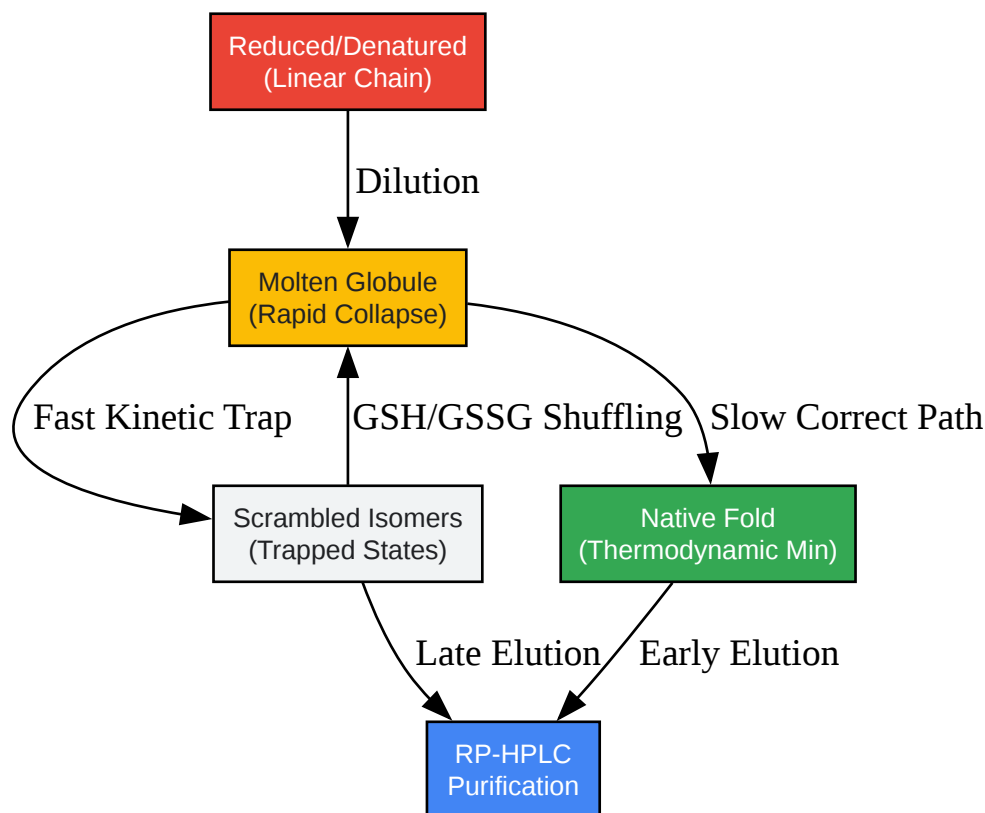 Reduced/Denatured
(Linear Chain)
Dilution
Molten Globule
(Rapid Collapse)
Fast Kinetic Trap
GSH/GSSG Shuffling
Slow Correct Path
Scrambled Isomers
(Trapped States)
Native Fold
(Thermodynamic Min)
Late Elution
Early Elution
RP-HPLC
Purification